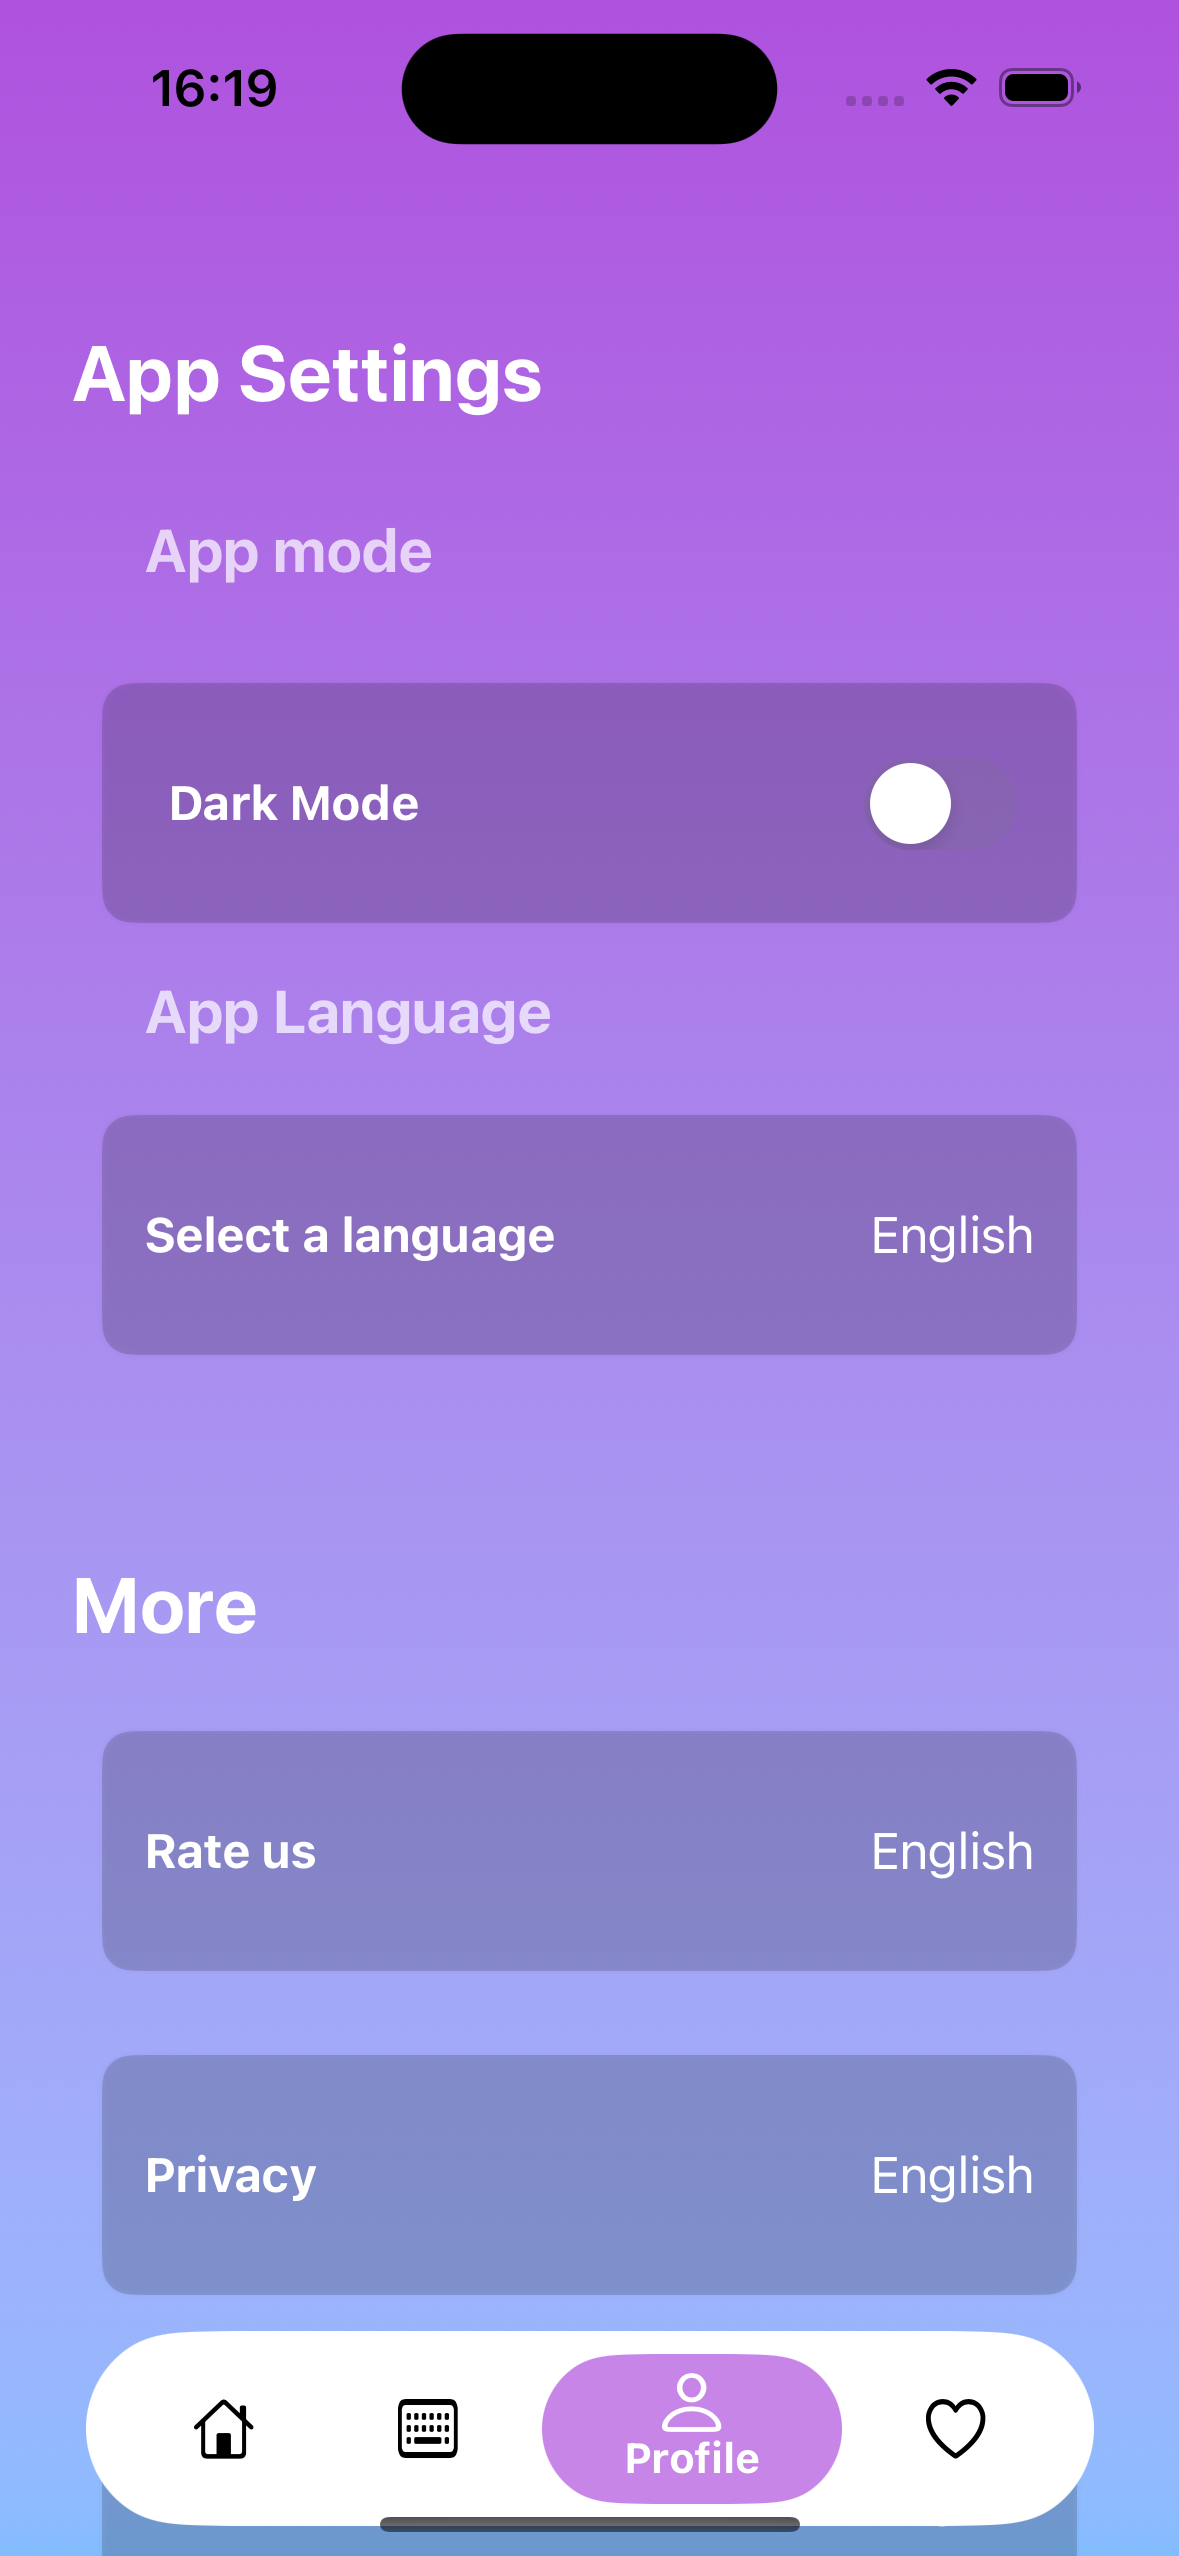 16:19
App Settings
App mode
Dark Mode
App Language
Select a language English
More
Rate us English
Privacy English
Profile